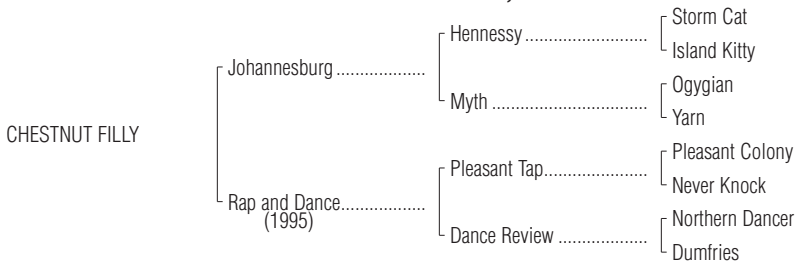 Storm Cat
Hennessy ........................
Island Kitty
Johannesburg ...................
Ogygian
Myth ..............................
Yarn
CHESTNUT FILLY
Pleasant Colony
Pleasant Tap....................
Never Knock
Rap and Dance..................
(1995)
Northern Dancer
Dance Review .................
Dumfries